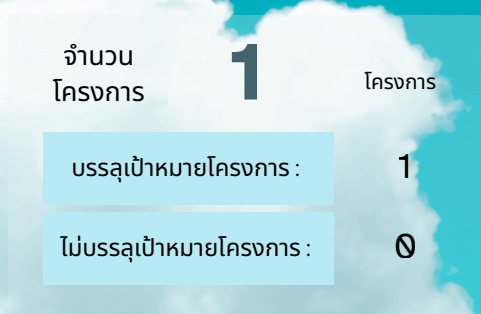 จำนวน
โครงการ 1 โครงการ
บรรลุเป้าหมายโครงการ : 1
ไม่บรรลุเป้าหมายโครงการ : 0